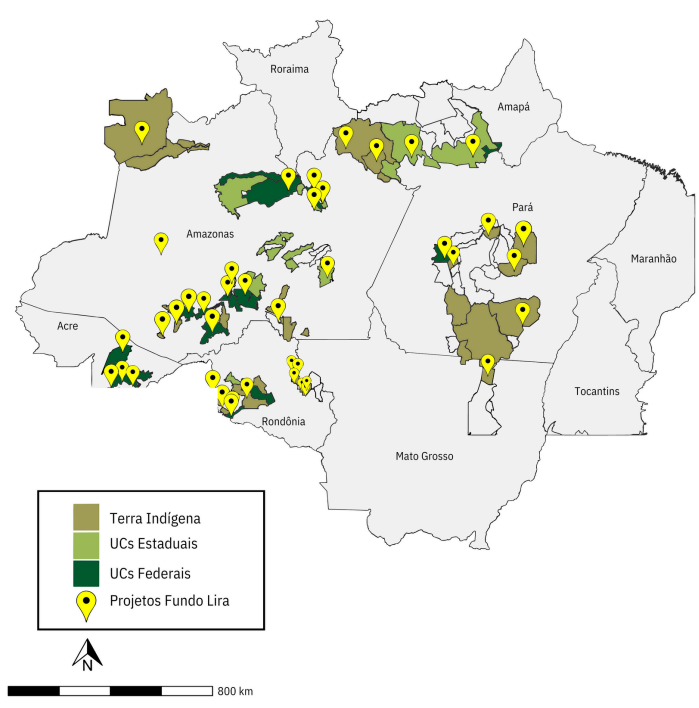 Roraima
Amapá
Pará
Amazonas
Maranhão
Acre
Tocantins
Rondônia
Mato Grosso
Terra Indígena
UCs Estaduais
UCs Federais
Projetos Fundo Lira
N
800 km